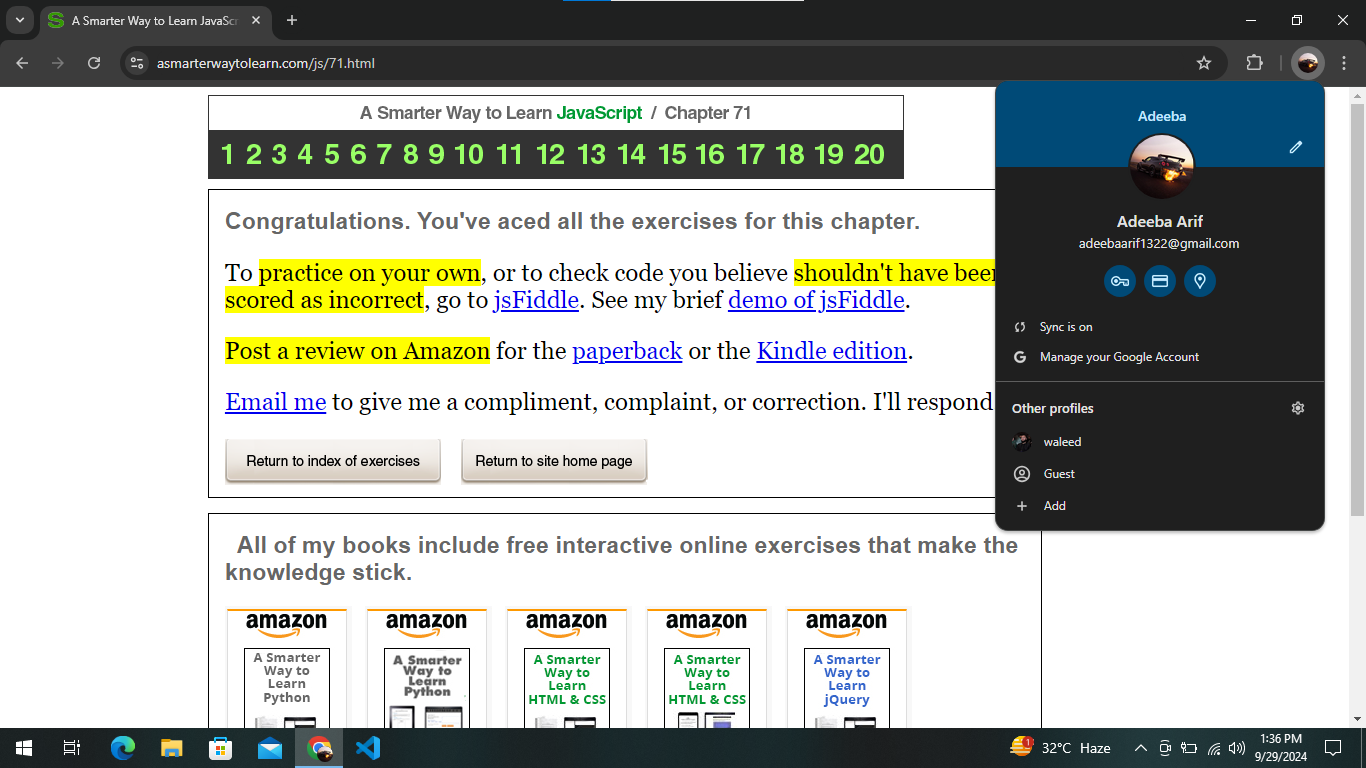 A Smarter Way to Learn JavaSc
asmarterwaytolearn.com/js/71.html
A Smarter Way to Learn JavaScript / Chapter 71
1 2 3 4 5 6 7 8 9 10 11 12 13 14 15 16 17 18 19 20
Congratulations. You've aced all the exercises for this chapter.
To practice on your own, or to check code you believe shouldn't have been
scored as incorrect, go to jsFiddle. See my brief demo of jsFiddle.
Post a review on Amazon for the paperback or the Kindle edition.
Email me to give me a compliment, complaint, or correction. I'll respond
Return to index of exercises
Return to site home page
Adeeba
Adeeba Arif
adeebaarif1322@gmail.com
Sync is on
Manage your Google Account
Other profiles
waleed
Guest
Add
All of my books include free interactive online exercises that make the
knowledge stick.
amazon
A Smarter
Way to
Learn
Python
amazon
A Smarter
Way to
Learn
Python
amazon
A Smarter
Way to
Learn
HTML & CSS
amazon
A Smarter
Way to
Learn
HTML & CSS
amazon
A Smarter
Way to
Learn
jQuery
1
32°C Haze
1:36 PM
9/29/2024